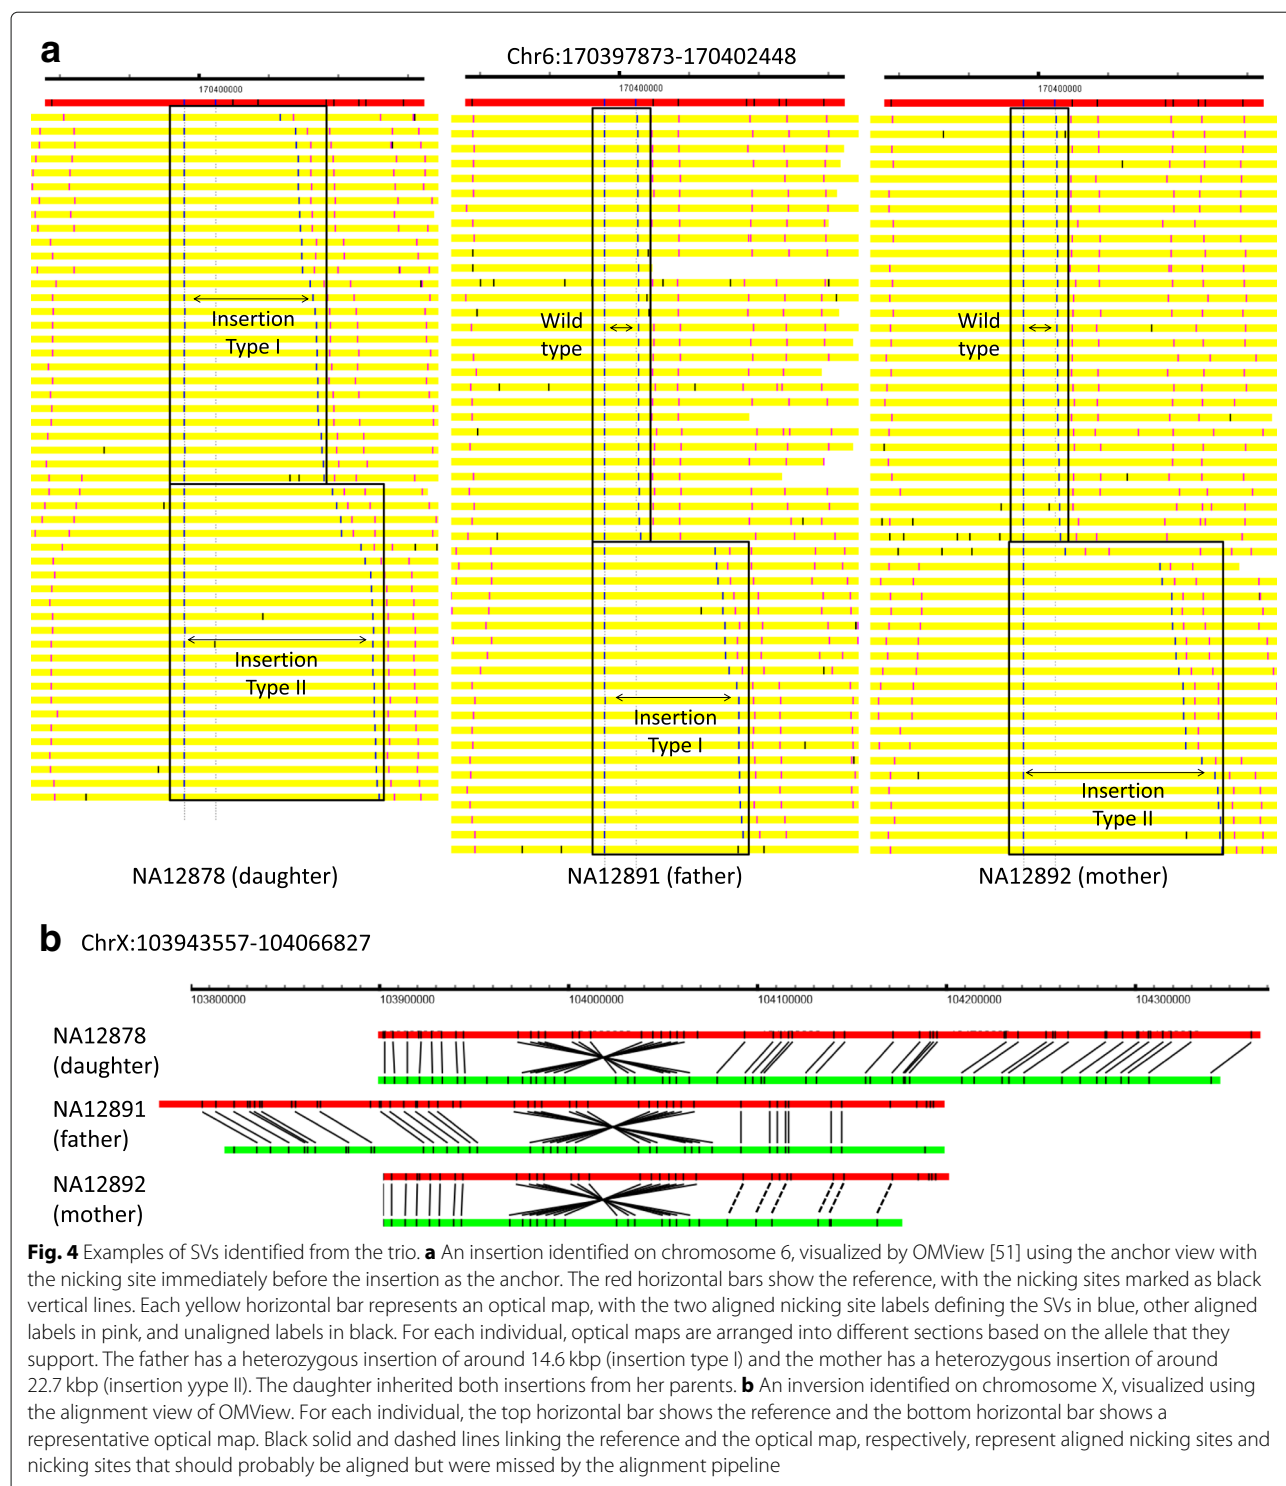 a
Chr6:170397873-170402448
170400000
170400000
170400000
Insertion
Type I
Wild
type
Wild
type
Insertion
Type II
Insertion
Type I
Insertion
Type II
NA12878 (daughter)
NA12891 (father)
NA12892 (mother)
b ChrX:103943557-104066827
103800000 103900000 104000000 104100000 104200000 104300000
NA12878
(daughter)
NA12891
(father)
NA12892
(mother)
Fig. 4 Examples of SVs identified from the trio. a An insertion identified on chromosome 6, visualized by OMView [51] using the anchor view with
the nicking site immediately before the insertion as the anchor. The red horizontal bars show the reference, with the nicking sites marked as black
vertical lines. Each yellow horizontal bar represents an optical map, with the two aligned nicking site labels defining the SVs in blue, other aligned
labels in pink, and unaligned labels in black. For each individual, optical maps are arranged into different sections based on the allele that they
support. The father has a heterozygous insertion of around 14.6 kbp (insertion type I) and the mother has a heterozygous insertion of around
22.7 kbp (insertion yype II). The daughter inherited both insertions from her parents. b An inversion identified on chromosome X, visualized using
the alignment view of OMView. For each individual, the top horizontal bar shows the reference and the bottom horizontal bar shows a
representative optical map. Black solid and dashed lines linking the reference and the optical map, respectively, represent aligned nicking sites and
nicking sites that should probably be aligned but were missed by the alignment pipeline